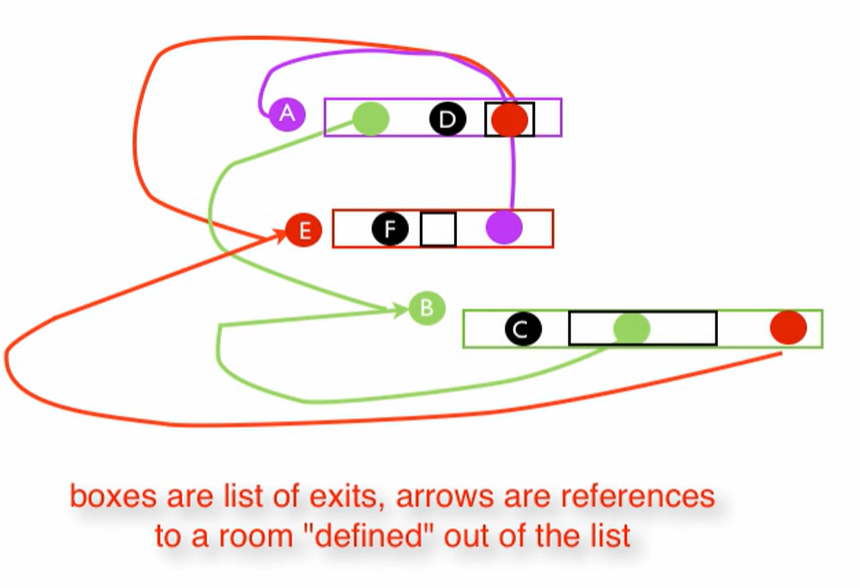 A
D
E
F
B
C
boxes are list of exits, arrows are references
to a room "defined" out of the list